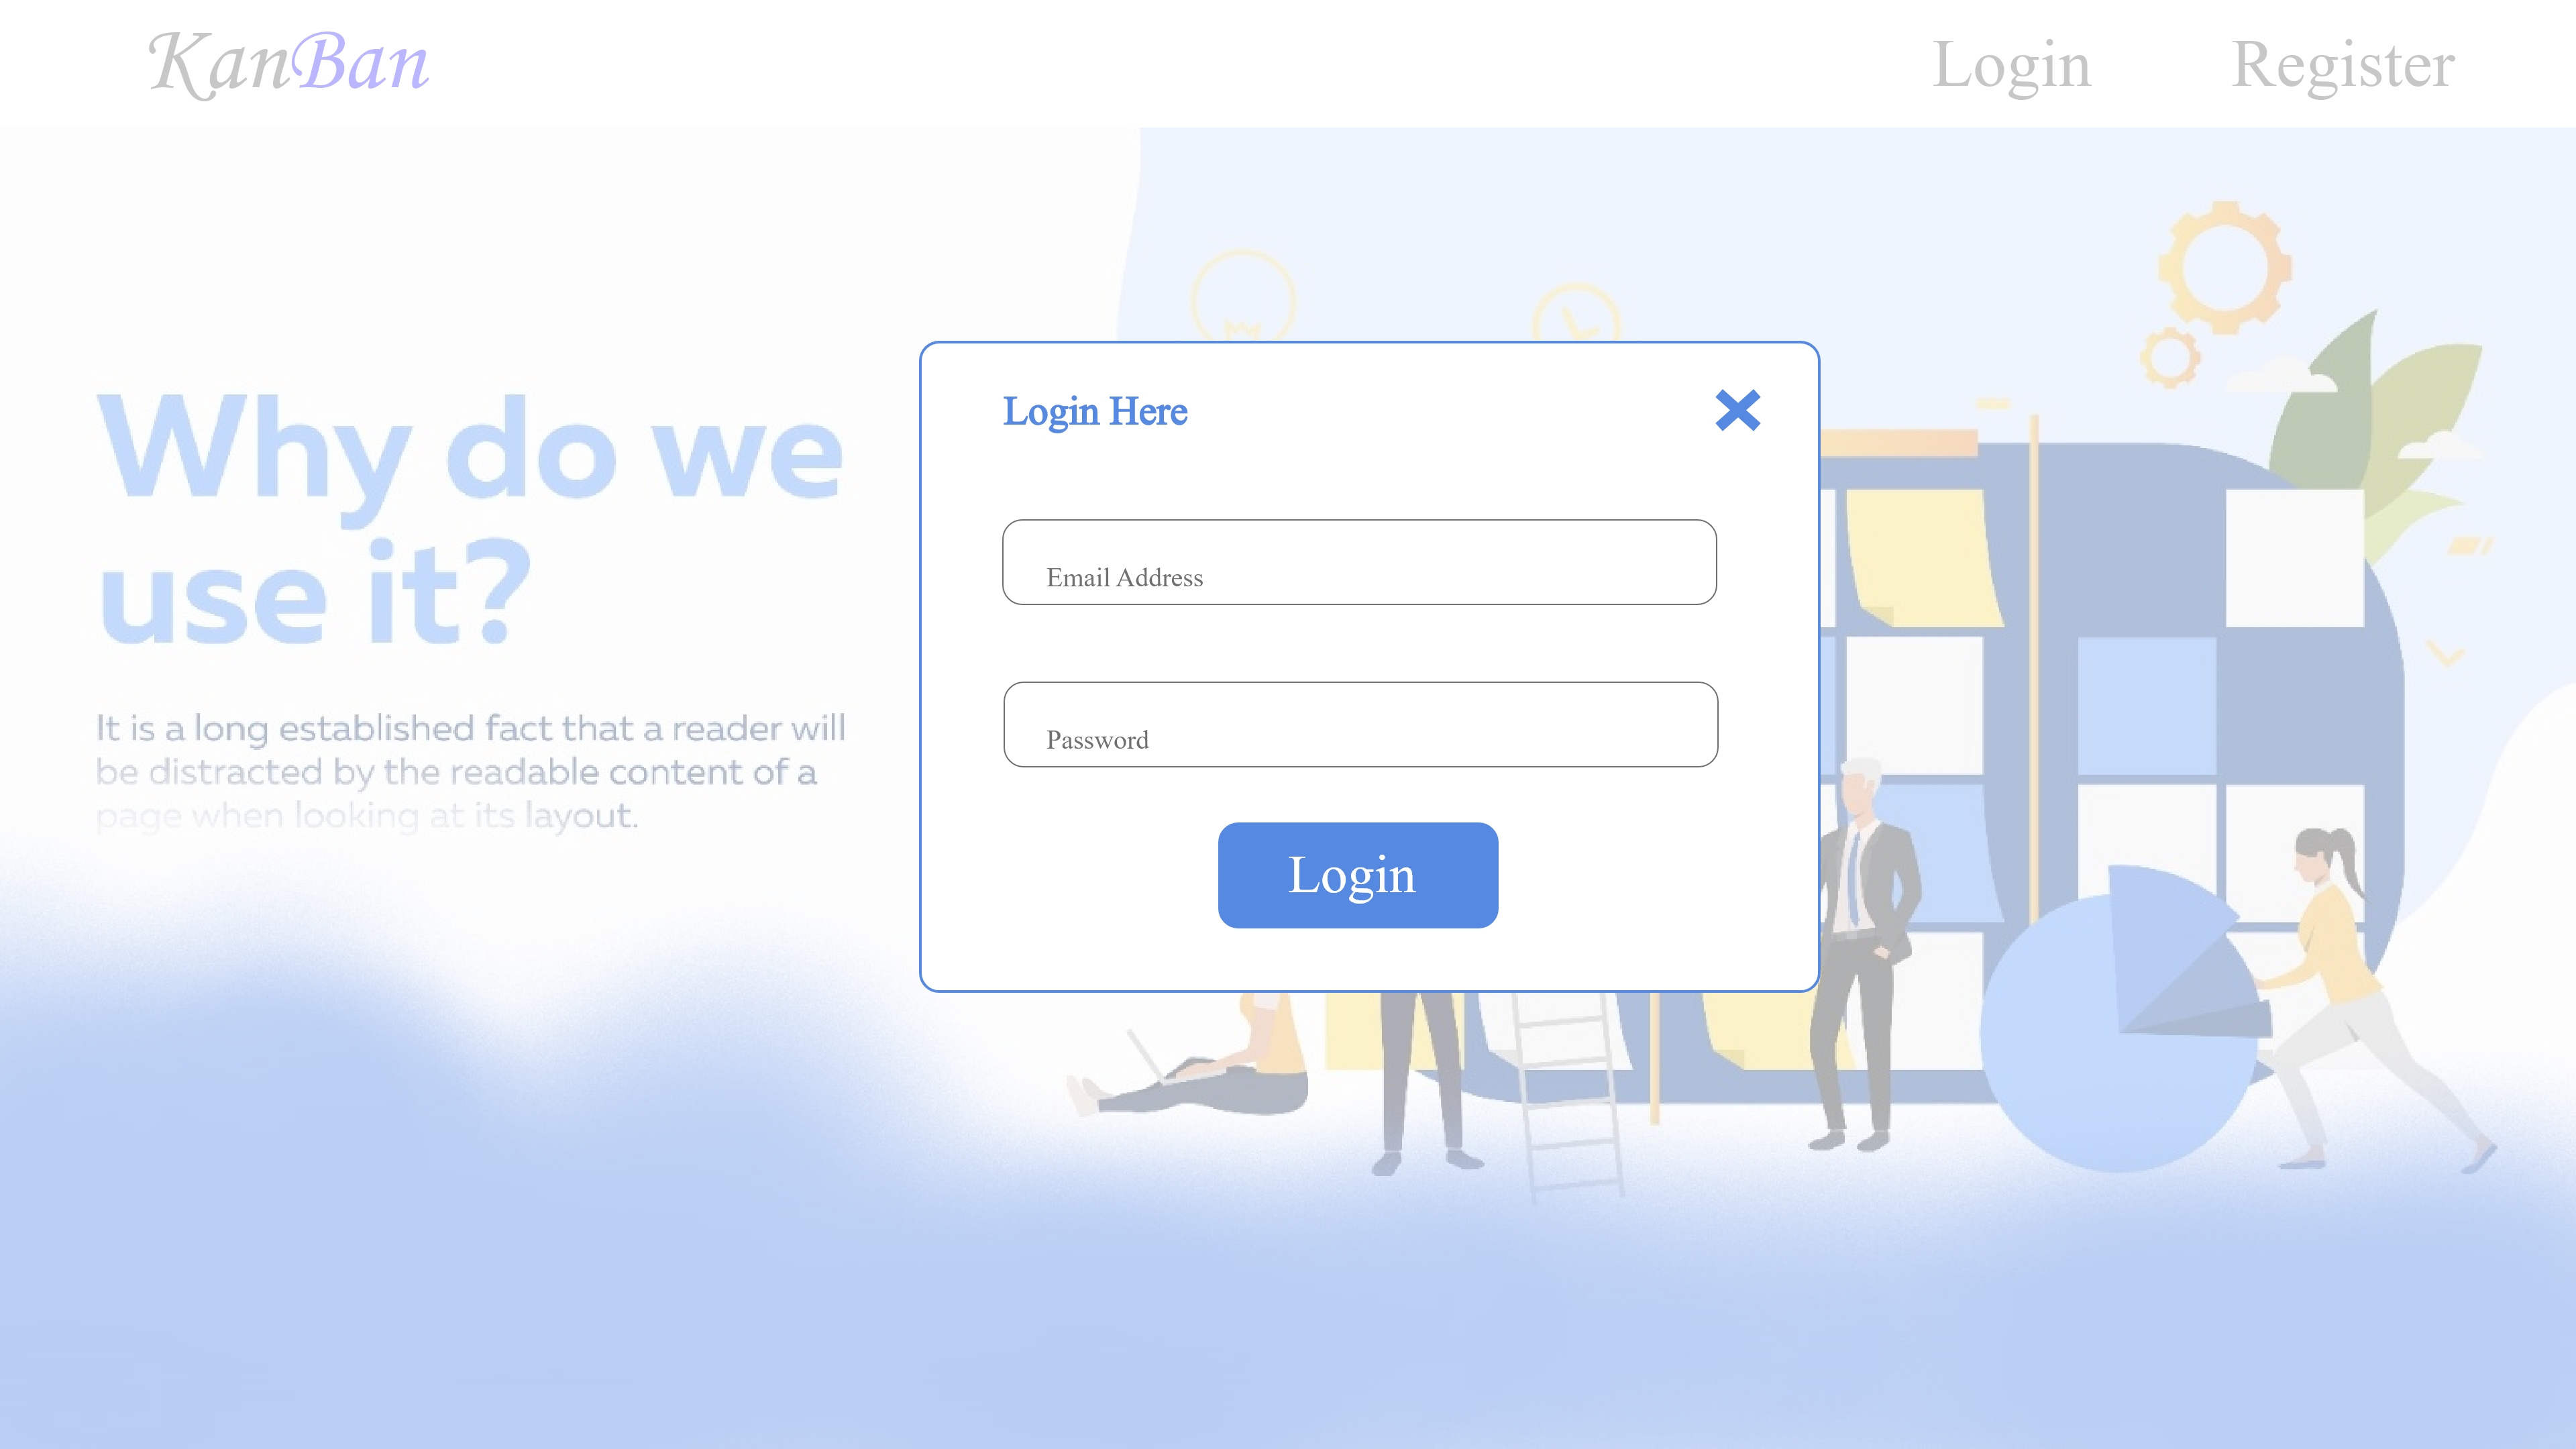 KanBan
Login
Register
Why do we
use it?
It is a long established fact that a reader will
be distracted by the readable content of a
page when looking at its layout.
Login Here
Email Address
Password
Login